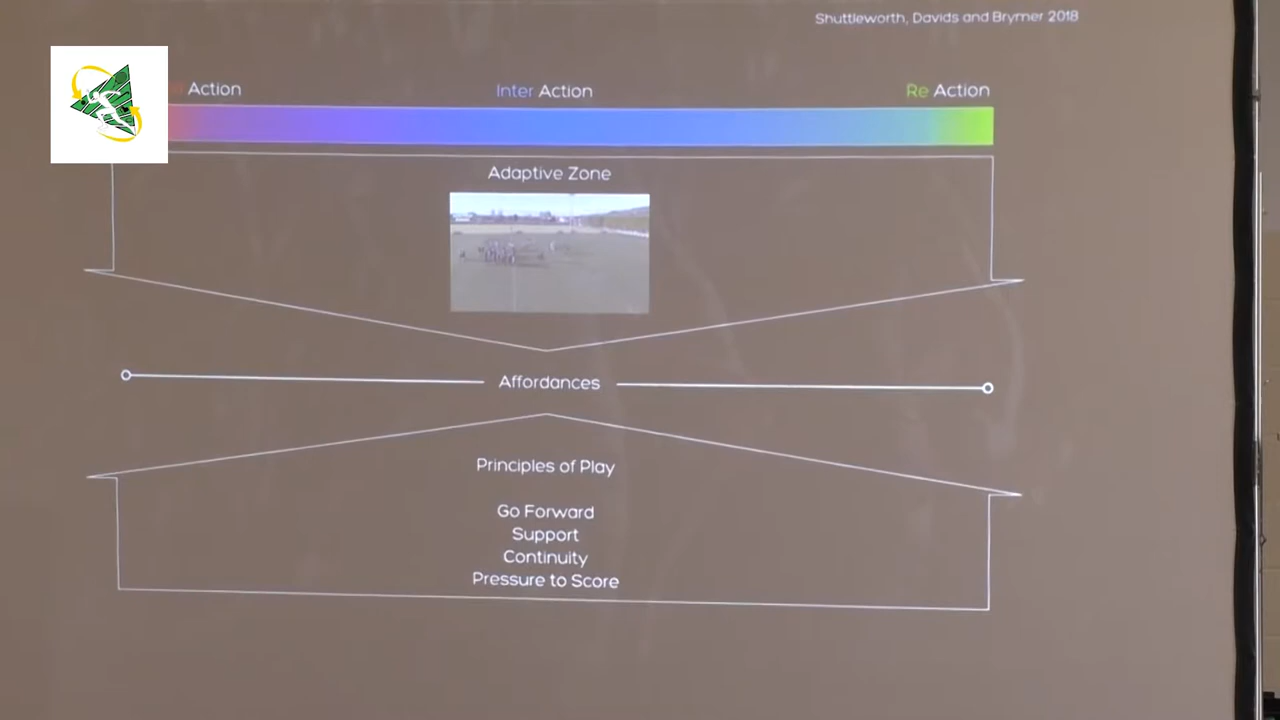 Shuttleworth, Davids and Brymer 2018
Action
Inter Action
Re Action
Adaptive Zone
Affordances
Principles of Play
Go Forward
Support
Continuity
Pressure to Score